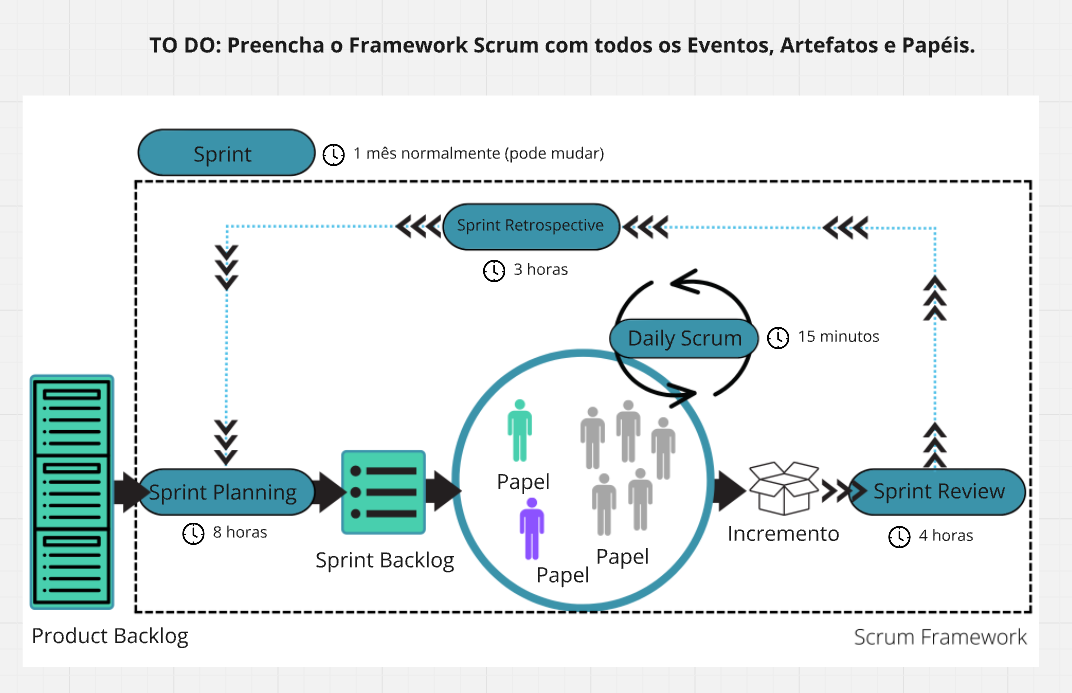 TO DO: Preencha o Framework Scrum com todos os Eventos, Artefatos e Papéis.
Sprint
1 mês normalmente (pode mudar)
Sprint Retrospective
3 horas
Daily Scrum
15 minutos
Papel
Sprint Planning
8 horas
Sprint Backlog
Papel
Papel
Incremento
Sprint Review
4 horas
Product Backlog
Scrum Framework